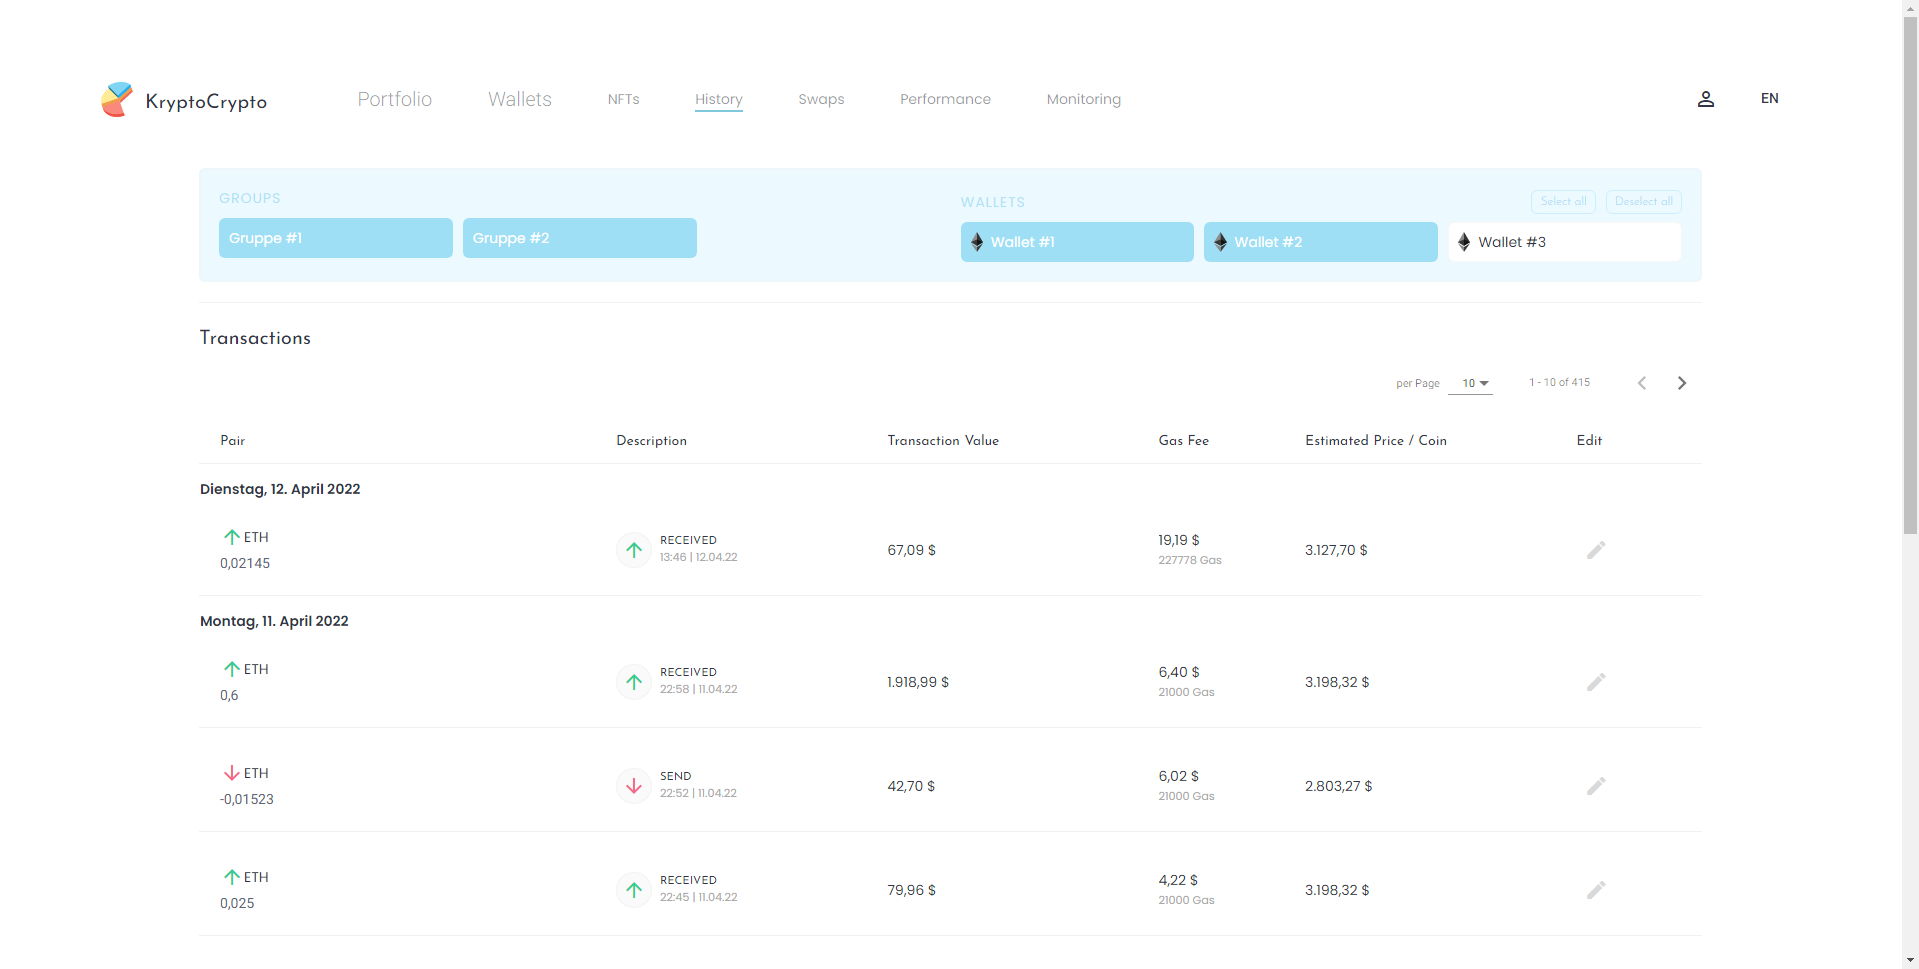 KryptoCrypto
Portfolio Wallets NFTs History Swaps Performance Monitoring EN
GROUPS
Gruppe #1 Gruppe #2
WALLETS Select all Deselect all
Wallet #1 Wallet #2 Wallet #3
Transactions
per Page 10 1 - 10 of 415
Pair Description Transaction Value Gas Fee Estimated Price / Coin Edit
Dienstag, 12. April 2022
ETH
0,02145
RECEIVED
13:46 | 12.04.22
67,09 $
19,19 $
227778 Gas
3.127,70 $
Montag, 11. April 2022
ETH
0,6
RECEIVED
22:58 | 11.04.22
1.918,99 $
6,40 $
21000 Gas
3.198,32 $
ETH
-0,01523
SEND
22:52 | 11.04.22
42,70 $
6,02 $
21000 Gas
2.803,27 $
ETH
0,025
RECEIVED
22:45 | 11.04.22
79,96 $
4,22 $
21000 Gas
3.198,32 $